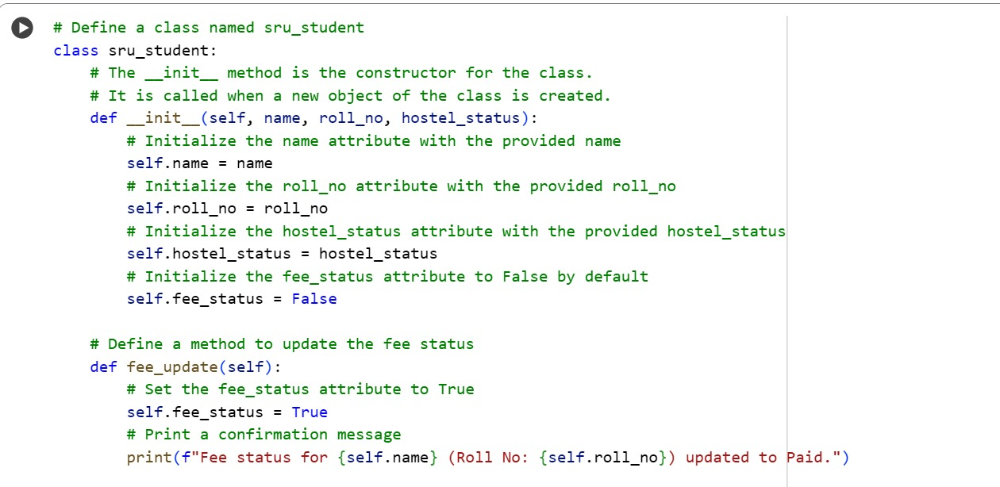 # Define a class named sru_student
class sru_student:
    # The __init__ method is the constructor for the class.
    # It is called when a new object of the class is created.
    def __init__(self, name, roll_no, hostel_status):
        # Initialize the name attribute with the provided name
        self.name = name
        # Initialize the roll_no attribute with the provided roll_no
        self.roll_no = roll_no
        # Initialize the hostel_status attribute with the provided hostel_status
        self.hostel_status = hostel_status
        # Initialize the fee_status attribute to False by default
        self.fee_status = False

    # Define a method to update the fee status
    def fee_update(self):
        # Set the fee_status attribute to True
        self.fee_status = True
        # Print a confirmation message
        print(f"Fee status for {self.name} (Roll No: {self.roll_no}) updated to Paid.")